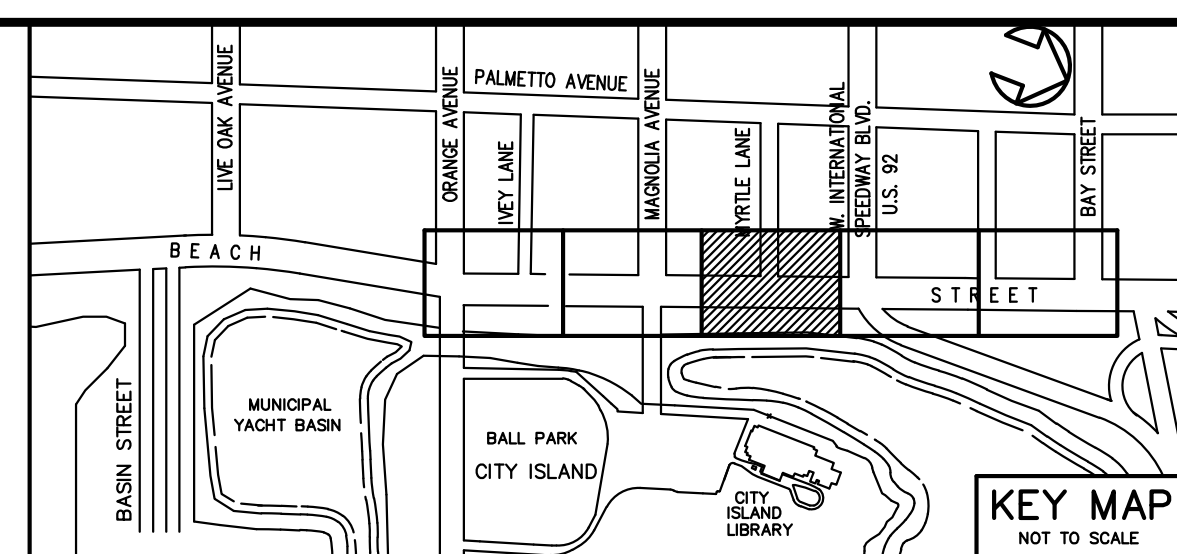 PALMETTO AVENUE
LIVE OAK AVENUE
ORANGE AVENUE
IVEY LANE
MAGNOLIA AVENUE
MYRTLE LANE
W. INTERNATIONAL
SPEEDWAY BLVD.
U.S. 92
BAY STREET
BEACH
STREET
BASIN STREET
MUNICIPAL
YACHT BASIN
BALL PARK
CITY ISLAND
CITY
ISLAND
LIBRARY
KEY MAP
NOT TO SCALE